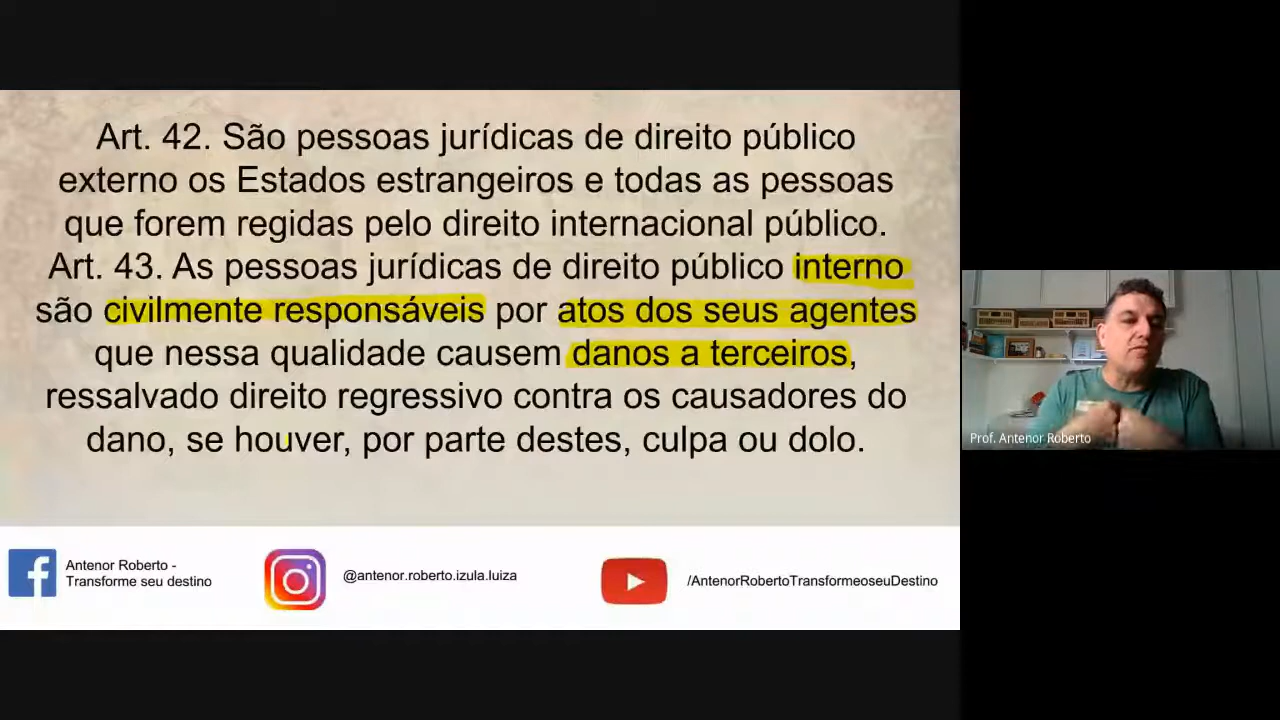 Art. 42. São pessoas jurídicas de direito público
externo os Estados estrangeiros e todas as pessoas
que forem regidas pelo direito internacional público.
Art. 43. As pessoas jurídicas de direito público interno
são civilmente responsáveis por atos dos seus agentes
que nessa qualidade causem danos a terceiros,
ressalvado direito regressivo contra os causadores do
dano, se houver, por parte destes, culpa ou dolo.
Prof. Antenor Roberto
Antenor Roberto -
Transforme seu destino
@antenor.roberto.izula.luiza
/AntenorRobertoTransformeoseuDestino